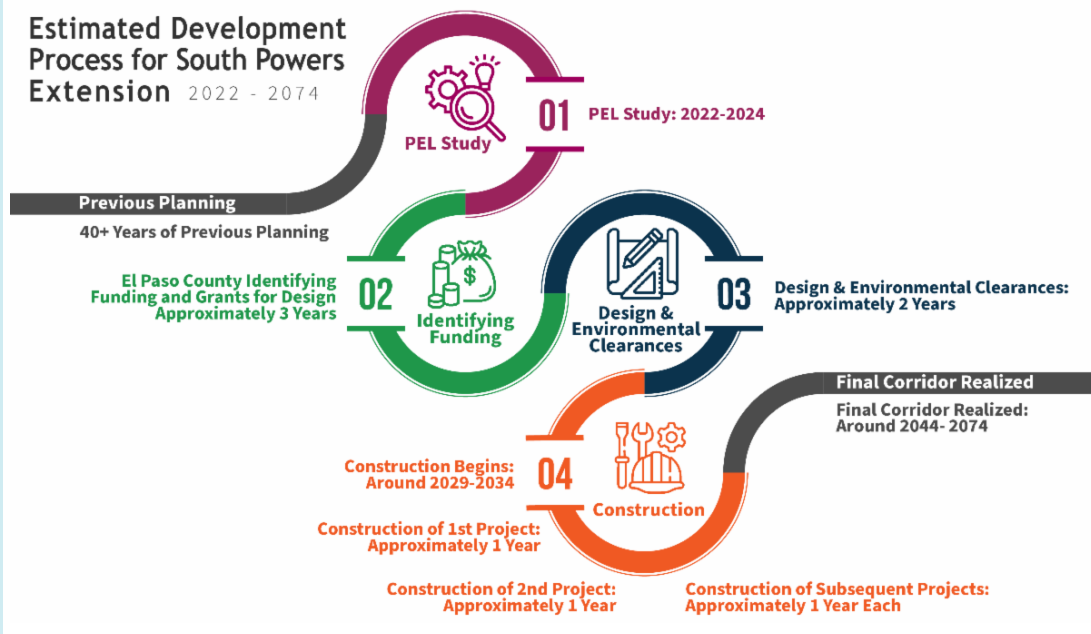 Estimated Development
Process for South Powers
Extension 2022 - 2074
Previous Planning
40+ Years of Previous Planning
PEL Study
01
PEL Study: 2022-2024
El Paso County Identifying
Funding and Grants for Design
Approximately 3 Years
02
$
Identifying
Funding
Design &
Environmental
Clearances
03
Design & Environmental Clearances:
Approximately 2 Years
Construction Begins:
Around 2029-2034
04
Construction
Construction of 1st Project:
Approximately 1 Year
Construction of 2nd Project:
Approximately 1 Year
Construction of Subsequent Projects:
Approximately 1 Year Each
Final Corridor Realized
Final Corridor Realized:
Around 2044- 2074